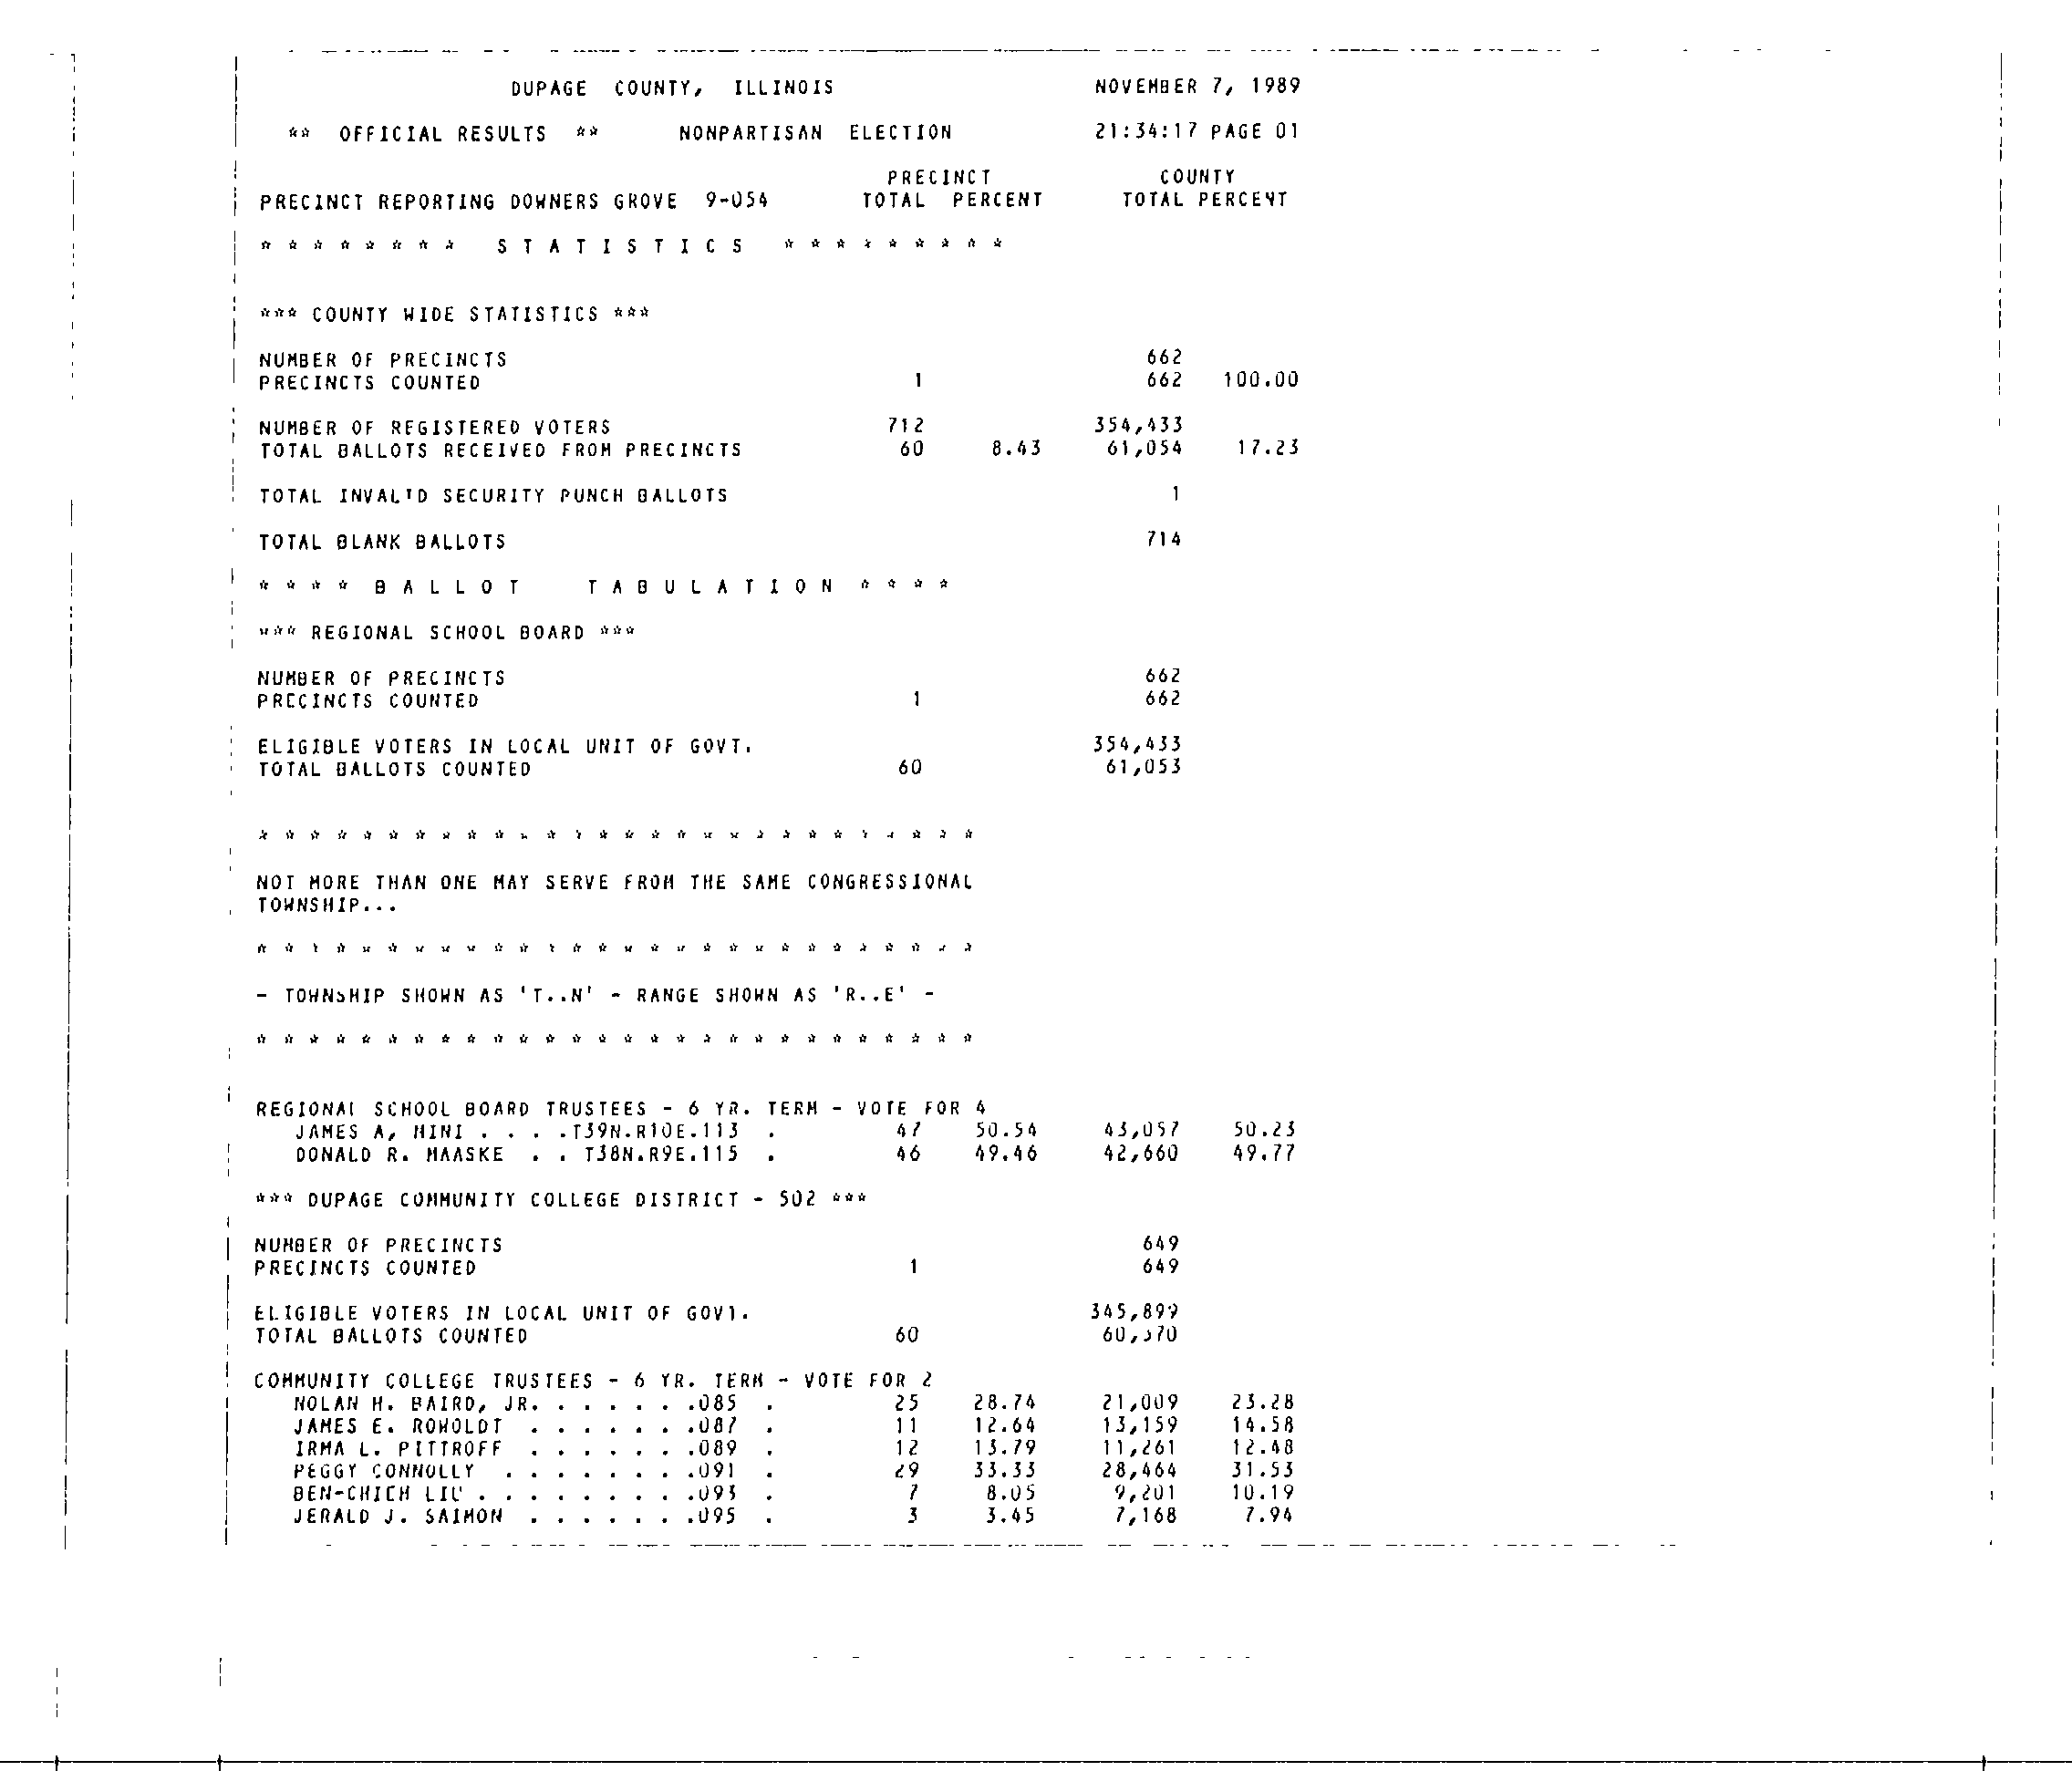 DUPAGE COUNTY, ILLINOIS NOVEMBER 7, 1989
** OFFICIAL RESULTS ** NONPARTISAN ELECTION 21:34:17 PAGE 01
PRECINCT COUNTY
PRECINCT REPORTING DOWNERS GROVE 9-054 TOTAL PERCENT TOTAL PERCENT
* * * * * * * * S T A T I S T I C S * * * * * * * * *
*** COUNTY WIDE STATISTICS ***
NUMBER OF PRECINCTS 662
PRECINCTS COUNTED 1 662 100.00
NUMBER OF REGISTERED VOTERS 712 354,433
TOTAL BALLOTS RECEIVED FROM PRECINCTS 60 8.43 61,054 17.23
TOTAL INVALID SECURITY PUNCH BALLOTS 1
TOTAL BLANK BALLOTS 714
* * * * B A L L O T T A B U L A T I O N * * * *
*** REGIONAL SCHOOL BOARD ***
NUMBER OF PRECINCTS 662
PRECINCTS COUNTED 1 662
ELIGIBLE VOTERS IN LOCAL UNIT OF GOVT. 354,433
TOTAL BALLOTS COUNTED 60 61,053
* * * * * * * * * * * * * * * * * * * * * * * * * * * *
NOT MORE THAN ONE MAY SERVE FROM THE SAME CONGRESSIONAL
TOWNSHIP...
* * * * * * * * * * * * * * * * * * * * * * * * * * * *
- TOWNSHIP SHOWN AS 'T..N' - RANGE SHOWN AS 'R..E' -
* * * * * * * * * * * * * * * * * * * * * * * * * * * *
REGIONAL SCHOOL BOARD TRUSTEES - 6 YR. TERM - VOTE FOR 4
JAMES A, MINI . . . .T39N.R10E.113 . 47 50.54 43,057 50.23
DONALD R. MAASKE . . T38N.R9E.115 . 46 49.46 42,660 49.77
*** DUPAGE COMMUNITY COLLEGE DISTRICT - 502 ***
NUMBER OF PRECINCTS 649
PRECINCTS COUNTED 1 649
ELIGIBLE VOTERS IN LOCAL UNIT OF GOVT. 345,899
TOTAL BALLOTS COUNTED 60
COMMUNITY COLLEGE TRUSTEES - 6 YR. TERM - VOTE FOR 2
NOLAN H. BAIRD, JR. . . . . . .085 . 25 28.74 21,009 23.28
JAMES E. ROWOLDT . . . . . . .087 . 11 12.64 13,159 14.58
IRMA L. PITTROFF . . . . . . .089 . 12 13.79 11,261 12.48
PEGGY CONNOLLY . . . . . . . .091 . 29 33.33 28,464 31.53
BEN-CHICH . . . . . . . . .093 . 7 8.05 9,201 10.19
JERALD J. SAIMON . . . . . . .095 . 3 3.45 7,168 7.94